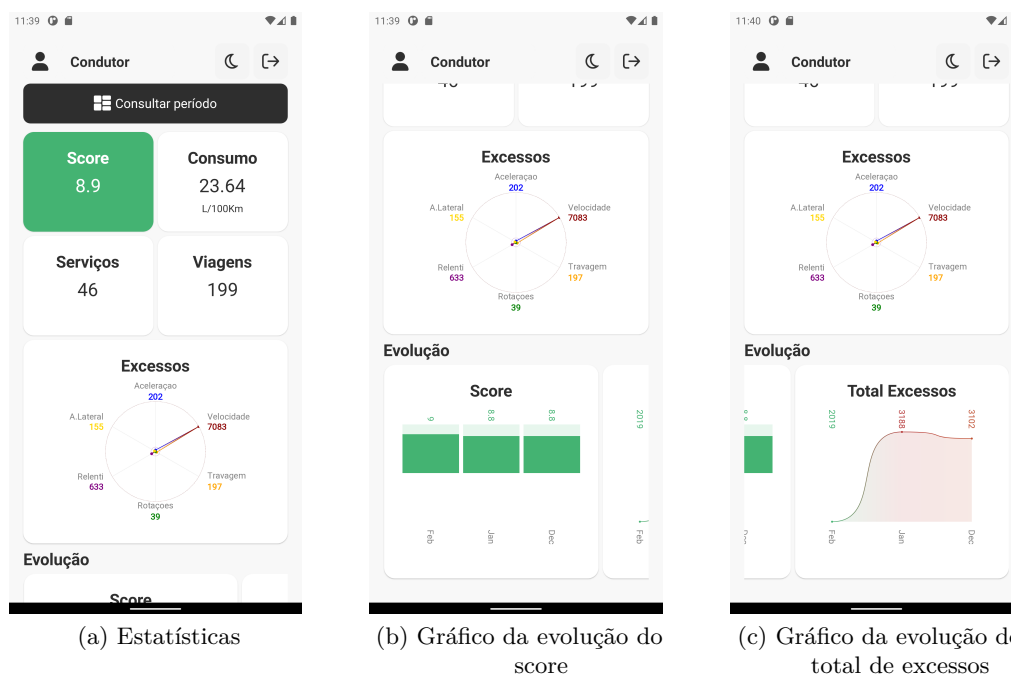 11:39
Condutor
Consultar período
Score
8.9
Consumo
23.64
L/100Km
Serviços
46
Viagens
199
Excessos
Aceleraçao
202
A.Lateral
155
Velocidade
7083
Relenti
633
Travagem
197
Rotaçoes
39
Evolução
Score
(a) Estatísticas
11:39
Condutor
46
199
Excessos
Aceleraçao
202
A.Lateral
155
Velocidade
7083
Relenti
633
Travagem
197
Rotaçoes
39
Evolução
Score
9
8.8
8.8
2019
Feb
Jan
Dec
Feb
(b) Gráfico da evolução do
score
11:40
Condutor
46
199
Excessos
Aceleraçao
202
A.Lateral
155
Velocidade
7083
Relenti
633
Travagem
197
Rotaçoes
39
Evolução
Total Excessos
2019
3188
3102
Feb
Jan
Dec
(c) Gráfico da evolução do
total de excessos